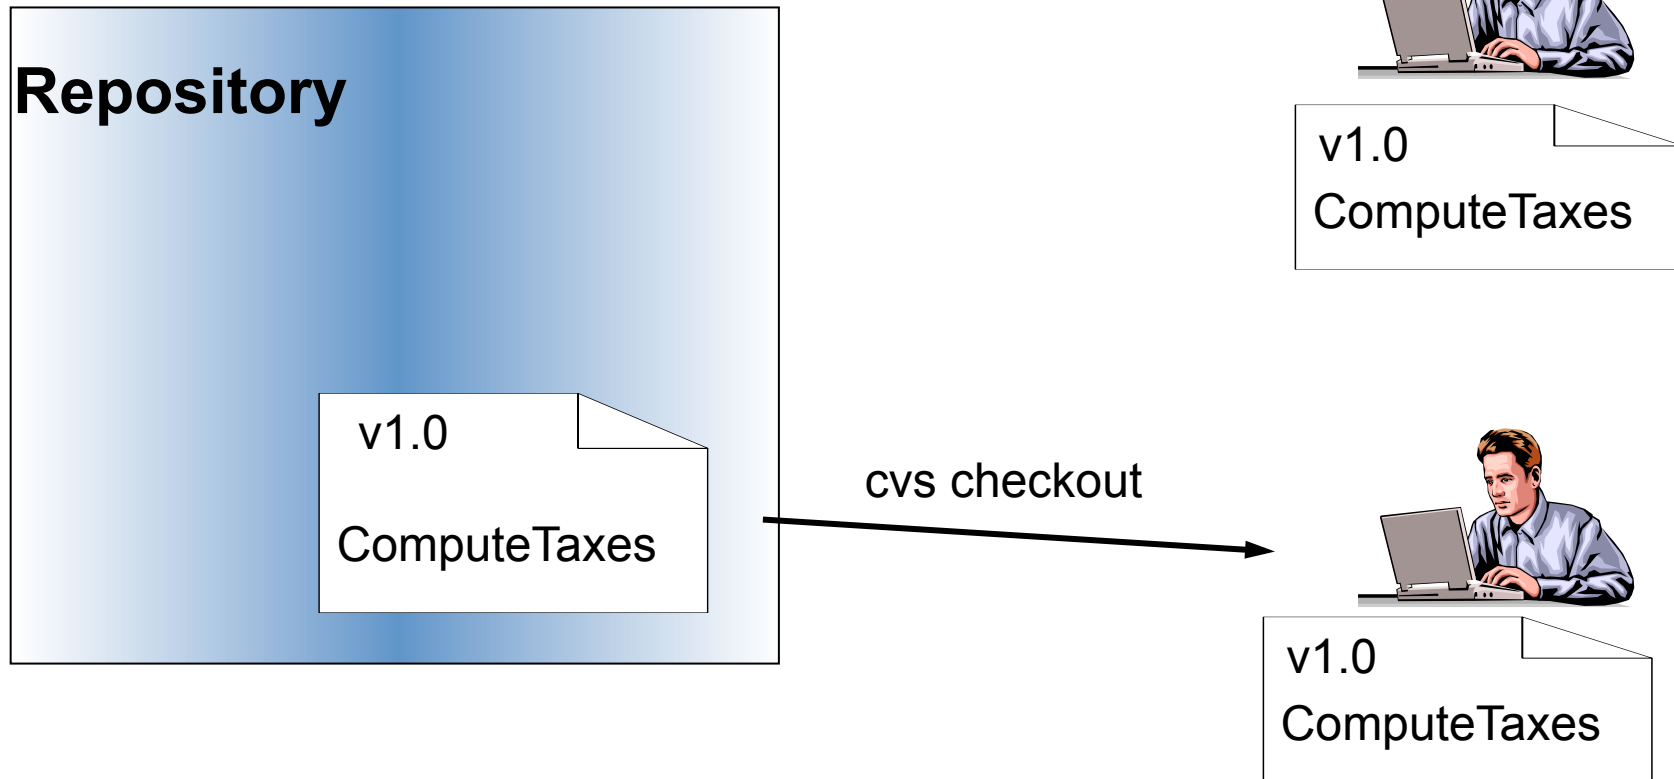 Repository
v1.0
ComputeTaxes
v1.0
ComputeTaxes
cvs checkout
v1.0
ComputeTaxes